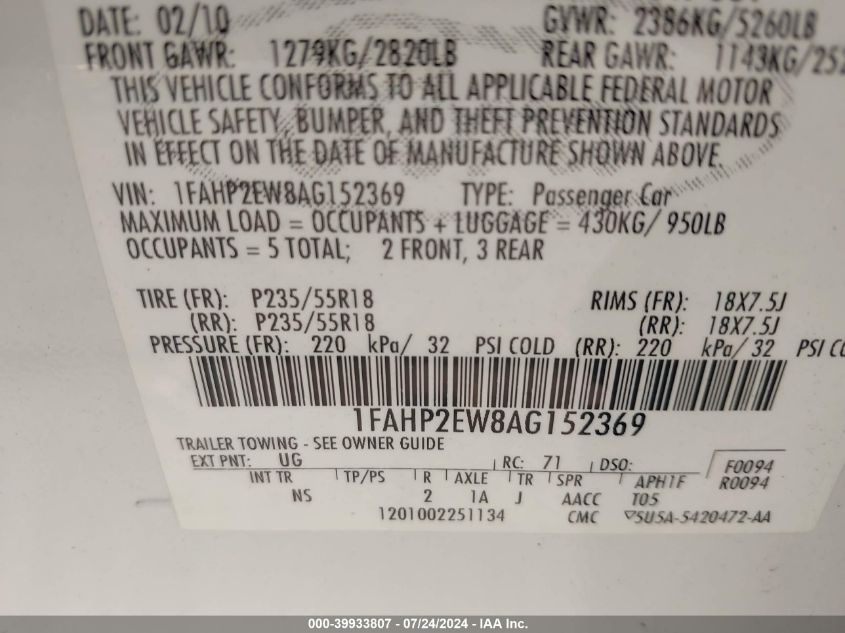 DATE: 02/10 GVWR: 2386KG/5260LB
FRONT GAWR: 1279KG/2820LB REAR GAWR: 1143KG/252
THIS VEHICLE CONFORMS TO ALL APPLICABLE FEDERAL MOTOR
VEHICLE SAFETY, BUMPER, AND THEFT PREVENTION STANDARDS
IN EFFECT ON THE DATE OF MANUFACTURE SHOWN ABOVE.
VIN: 1FAHP2EW8AG152369 TYPE: Passenger Car
MAXIMUM LOAD = OCCUPANTS + LUGGAGE = 430KG/ 950LB
OCCUPANTS = 5 TOTAL; 2 FRONT, 3 REAR
TIRE (FR): P235/55R18 RIMS (FR): 18X7.5J
(RR): P235/55R18 (RR): 18X7.5J
PRESSURE (FR): 220 kPa/ 32 PSI COLD (RR): 220 kPa/ 32 PSI CO
1FAHP2EW8AG152369
TRAILER TOWING - SEE OWNER GUIDE
EXT PNT: UG RC: 71 DSO: F0094
INT TR TP/PS R AXLE TR SPR APH1F R0094
NS 2 1A J AACC T05
1201002251134 CMC ▽5U5A-5420472-AA
000-39933807 - 07/24/2024 - IAA Inc.